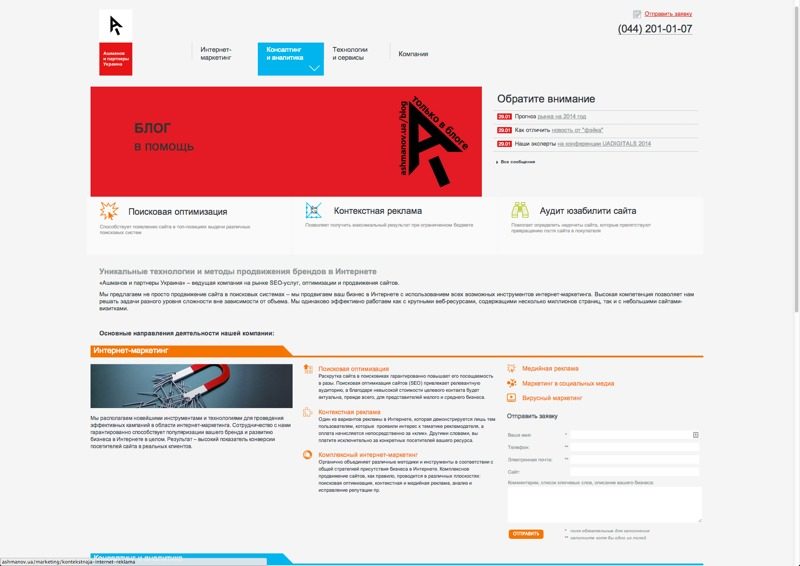 Отправить заявку
(044) 201-01-07
Ашманов
и партнеры
Украина
Интернет-
маркетинг
Консалтинг
и аналитика
Технологии
и сервисы
Компания
БЛОГ
в помощь
ashmanov.ua/blog
только в блоге
Обратите внимание
29.01 Прогноз рынка на 2014 год
29.01 Как отличить новость от "фэйка"
29.01 Наши эксперты на конференции UADIGITALS 2014
Все сообщения
Поисковая оптимизация
Способствует появлению сайта в топ-позициях выдачи различных
поисковых систем
Контекстная реклама
Позволяет получить максимальный результат при ограниченном бюджете
Аудит юзабилити сайта
Помогает определить недочеты сайта, которые препятствуют
превращению гостя сайта в покупателя
Уникальные технологии и методы продвижения брендов в Интернете
«Ашманов и партнеры Украина» – ведущая компания на рынке SEO-услуг, оптимизации и продвижения сайтов.
Мы предлагаем не просто продвижение сайта в поисковых системах – мы продвигаем ваш бизнес в Интернете с использованием всех возможных инструментов интернет-маркетинга. Высокая компетенция позволяет нам
решать задачи разного уровня сложности вне зависимости от объема. Мы одинаково эффективно работаем как с крупными веб-ресурсами, содержащими несколько миллионов страниц, так и с небольшими сайтами-
визитками.
Основные направления деятельности нашей компании:
Интернет-маркетинг
Мы располагаем новейшими инструментами и технологиями для проведения
эффективных кампаний в области интернет-маркетинга. Сотрудничество с нами
гарантированно способствует популяризации вашего бренда и развитию
бизнеса в Интернете в целом. Результат – высокий показатель конверсии
посетителей сайта в реальных клиентов.
Поисковая оптимизация
Раскрутка сайта в поисковиках гарантированно повышает его посещаемость
в разы. Поисковая оптимизация сайтов (SEO) привлекает релевантную
аудиторию, а благодаря невысокой стоимости целевого контакта будет
актуальна, прежде всего, для представителей малого и среднего бизнеса.
Контекстная реклама
Один из вариантов рекламы в Интернете, которая демонстрируется лишь тем
пользователям, которые проявили интерес к тематике рекламодателя, а
оплата начисляется непосредственно за «клик». Другими словами, вы
платите исключительно за конкретных посетителей вашего ресурса.
Комплексный интернет-маркетинг
Органично объединяет различные методики и инструменты в соответствии с
общей стратегией присутствия бизнеса в Интернете. Комплексное
продвижение сайтов, как правило, проводится в различных плоскостях:
поисковая оптимизация, контекстная и медийная реклама, анализ и
исправление репутации пр.
Медийная реклама
Маркетинг в социальных медиа
Вирусный маркетинг
Отправить заявку
Ваше имя: *
Телефон: **
Электронная почта: **
Сайт:
Комментарии, список ключевых слов, описание вашего бизнеса:
ОТПРАВИТЬ
* поля обязательные для заполнения
** заполните хотя бы одно из полей
Консалтинг и аналитика
ashmanov.ua/marketing/kontekstnaja-internet-reklama